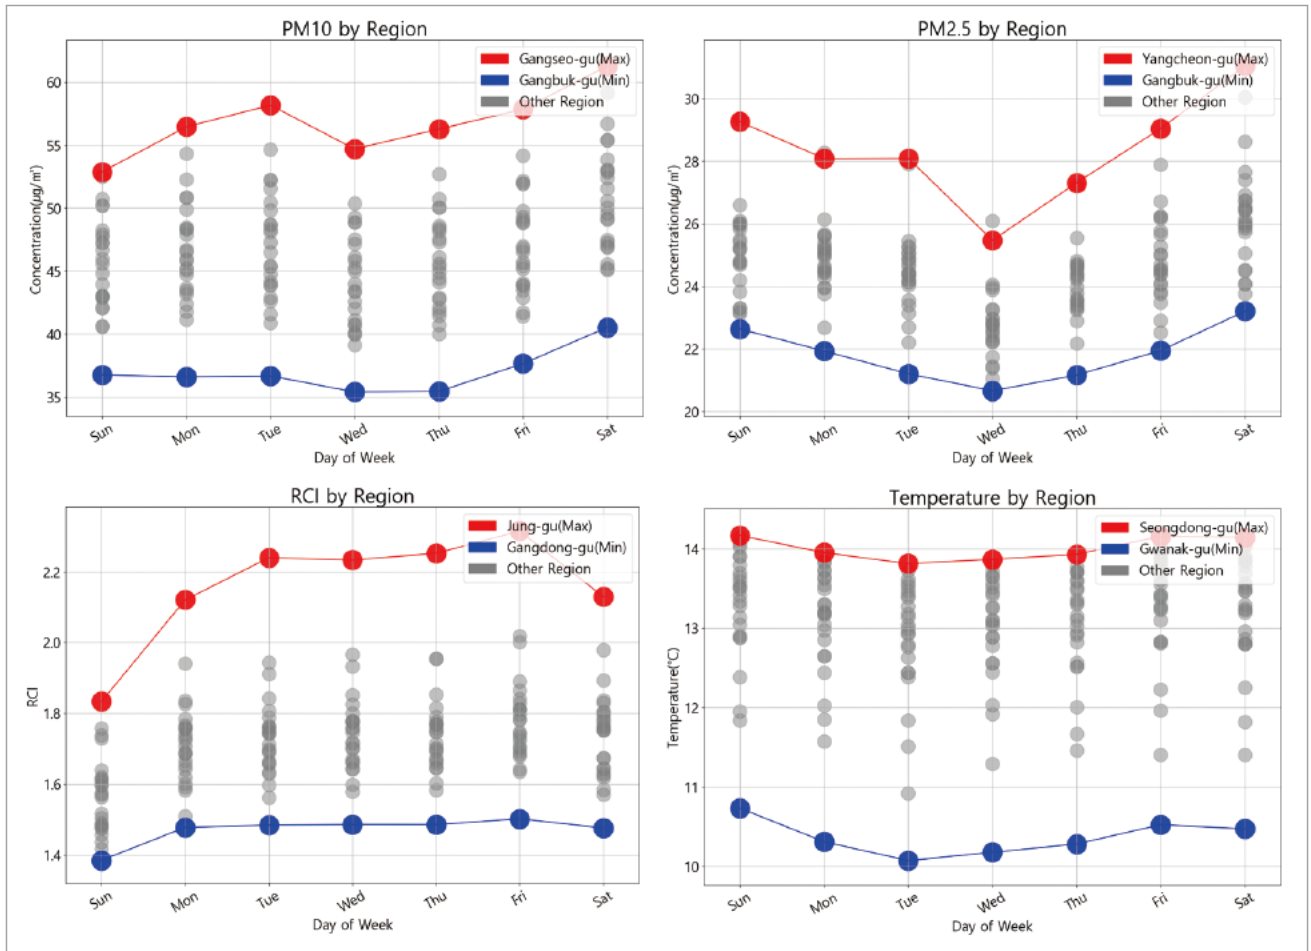 PM10 by Region
Gangseo-gu(Max)
Gangbuk-gu(Min)
Other Region
60
55
50
45
40
35
Concentration(μg/㎥)
Sun Mon Tue Wed Thu Fri Sat
Day of Week
PM2.5 by Region
Yangcheon-gu(Max)
Gangbuk-gu(Min)
Other Region
30
28
26
24
22
20
Concentration(μg/㎥)
Sun Mon Tue Wed Thu Fri Sat
Day of Week
RCI by Region
Jung-gu(Max)
Gangdong-gu(Min)
Other Region
2.2
2.0
1.8
1.6
1.4
RCI
Sun Mon Tue Wed Thu Fri Sat
Day of Week
Temperature by Region
Seongdong-gu(Max)
Gwanak-gu(Min)
Other Region
14
13
12
11
10
Temperature(℃)
Sun Mon Tue Wed Thu Fri Sat
Day of Week